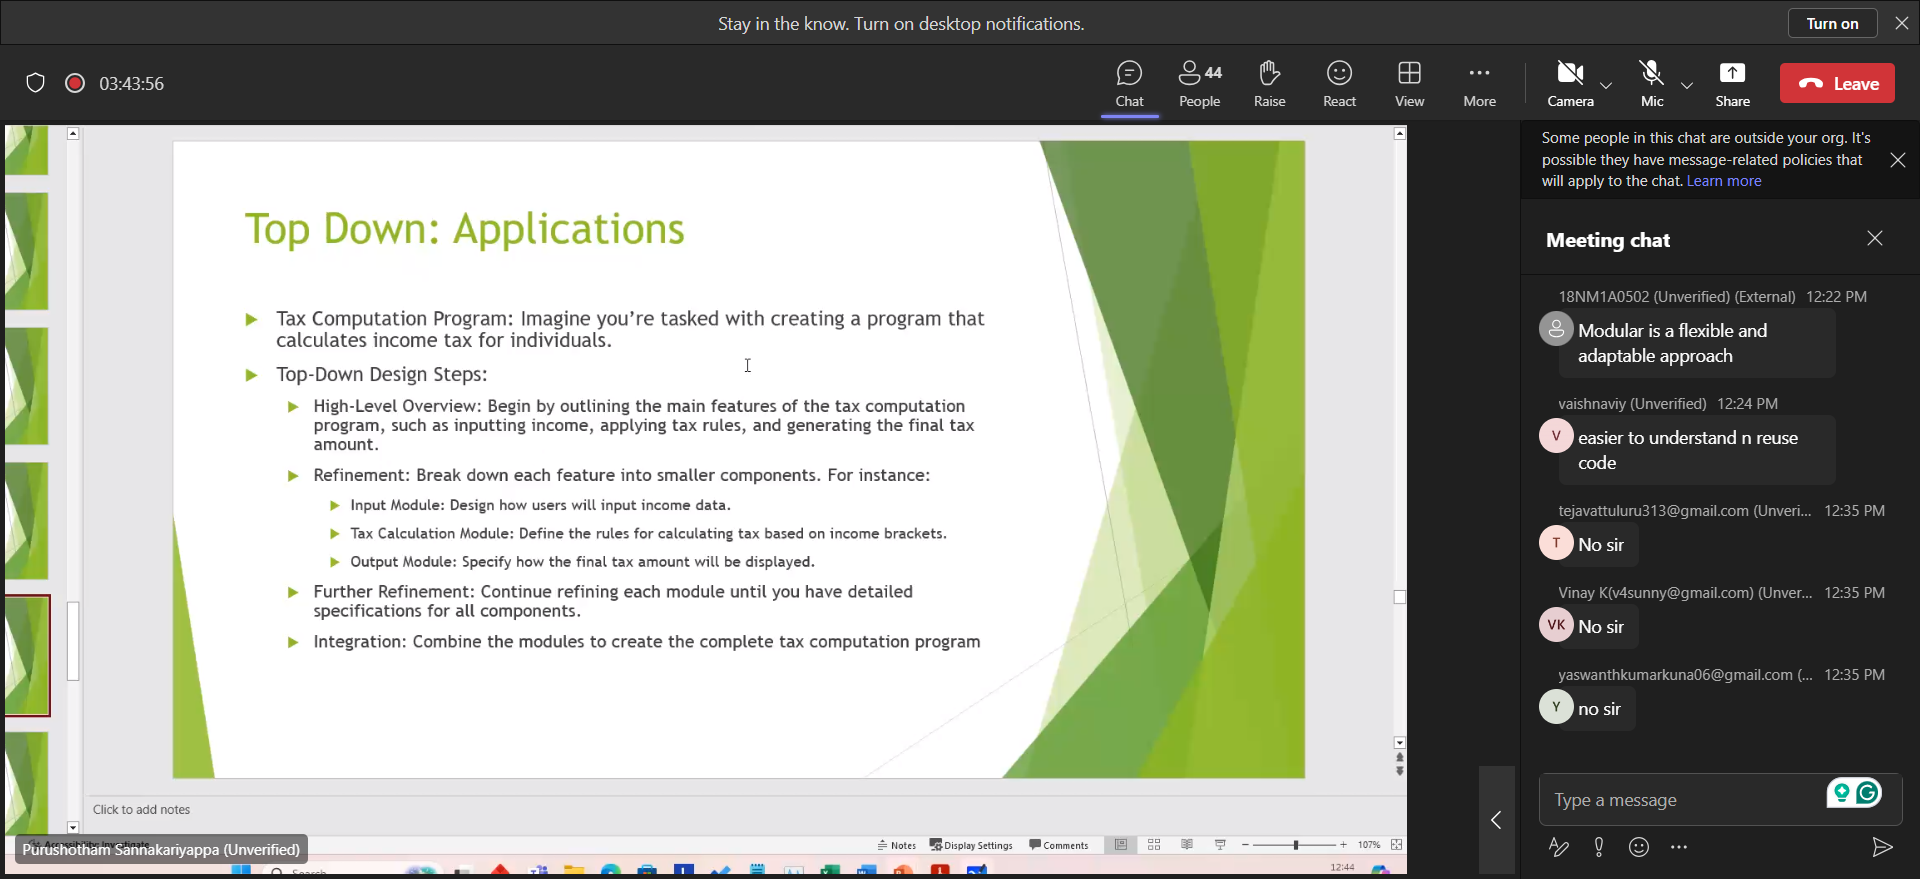 Stay in the know. Turn on desktop notifications.
Turn on
03:43:56
Chat
44
People
Raise
React
View
More
Camera
Mic
Share
Leave
Top Down: Applications
Tax Computation Program: Imagine you're tasked with creating a program that
calculates income tax for individuals.
Top-Down Design Steps:
High-Level Overview: Begin by outlining the main features of the tax computation
program, such as inputting income, applying tax rules, and generating the final tax
amount.
Refinement: Break down each feature into smaller components. For instance:
Input Module: Design how users will input income data.
Tax Calculation Module: Define the rules for calculating tax based on income brackets.
Output Module: Specify how the final tax amount will be displayed.
Further Refinement: Continue refining each module until you have detailed
specifications for all components.
Integration: Combine the modules to create the complete tax computation program
Click to add notes
Purushotham Sannakariyappa (Unverified)
Notes
Display Settings
Comments
107%
Search
12:44
Some people in this chat are outside your org. It's
possible they have message-related policies that
will apply to the chat. Learn more
Meeting chat
18NM1A0502 (Unverified) (External) 12:22 PM
Modular is a flexible and
adaptable approach
vaishnaviy (Unverified) 12:24 PM
V
easier to understand n reuse
code
tejavattuluru313@gmail.com (Unveri... 12:35 PM
T
No sir
Vinay K(v4sunny@gmail.com) (Unver... 12:35 PM
VK
No sir
yaswanthkumarkuna06@gmail.com (... 12:35 PM
Y
no sir
Type a message